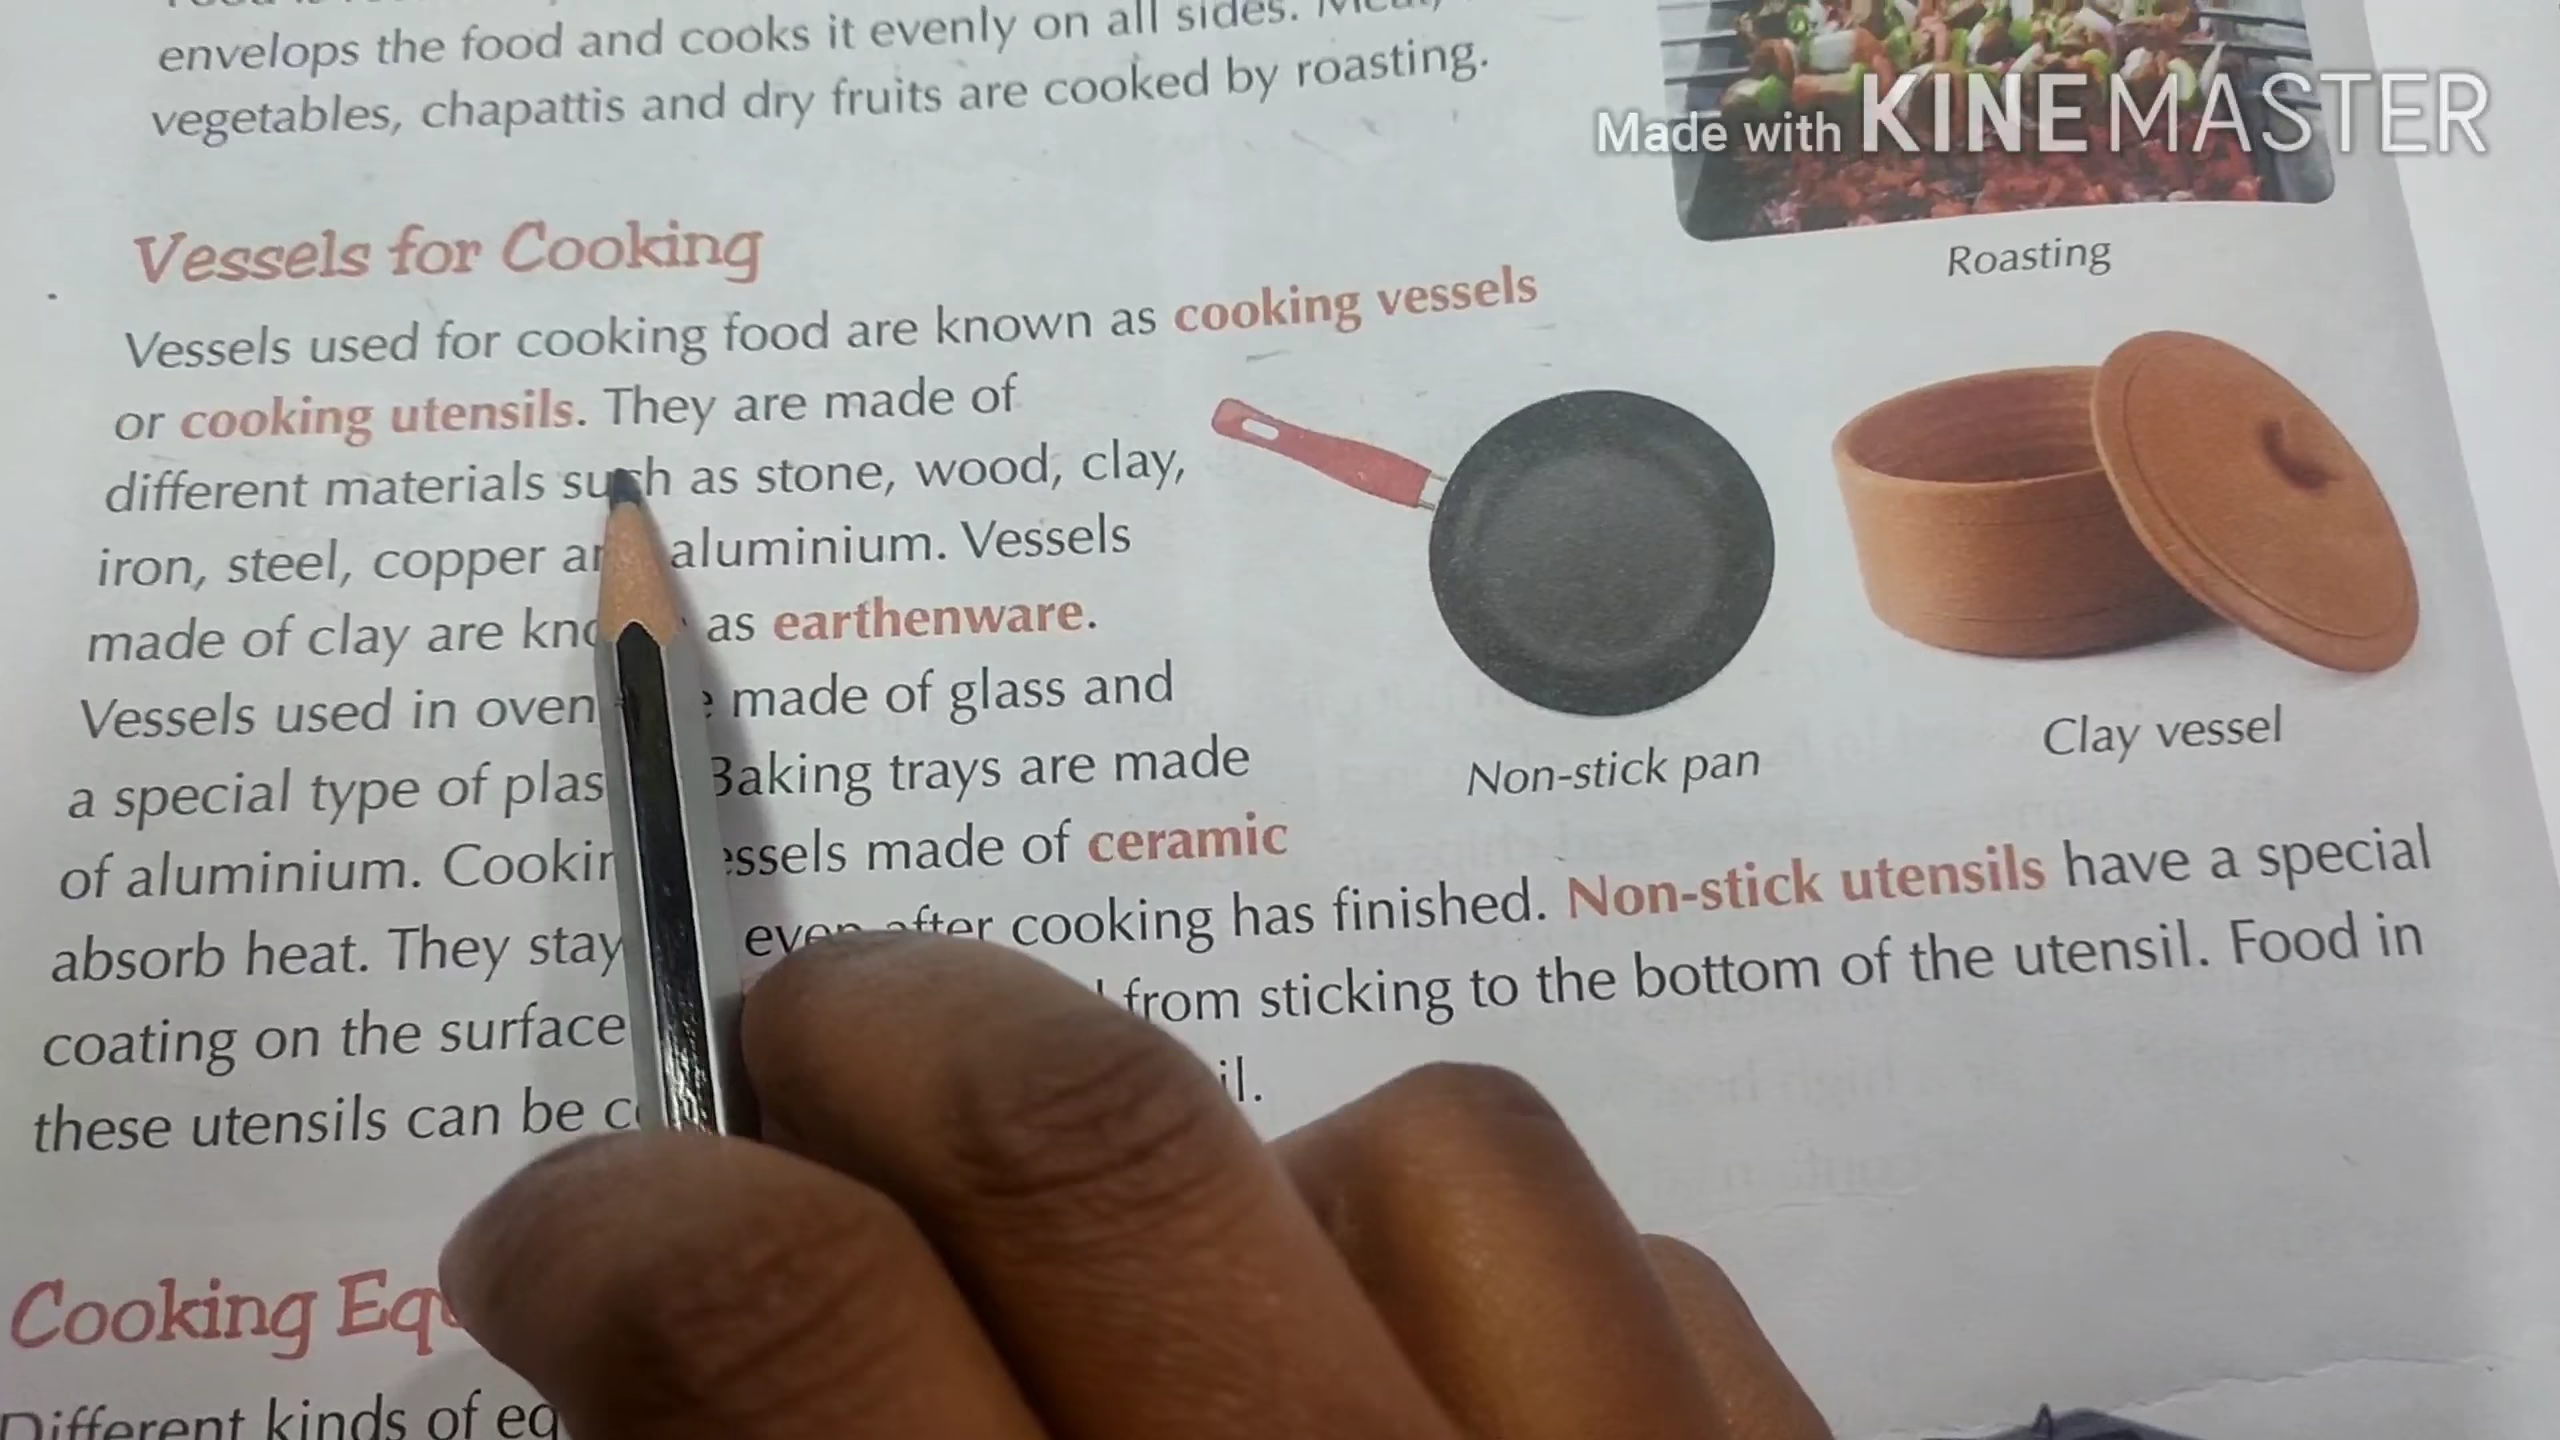 envelops the food and cooks it evenly on all sides.
vegetables, chapattis and dry fruits are cooked by roasting.
Made with KINEMASTER
Roasting
Vessels for Cooking
Vessels used for cooking food are known as cooking vessels
or cooking utensils. They are made of
different materials such as stone, wood, clay,
iron, steel, copper aluminium. Vessels
made of clay are as earthenware.
Vessels used in oven made of glass and
a special type of Baking trays are made
of aluminium. made of ceramic
absorb heat. They stay even after cooking has finished. Non-stick utensils have a special
coating on the surface from sticking to the bottom of the utensil. Food in
these utensils can be
Non-stick pan
Clay vessel
Cooking
Different kinds of